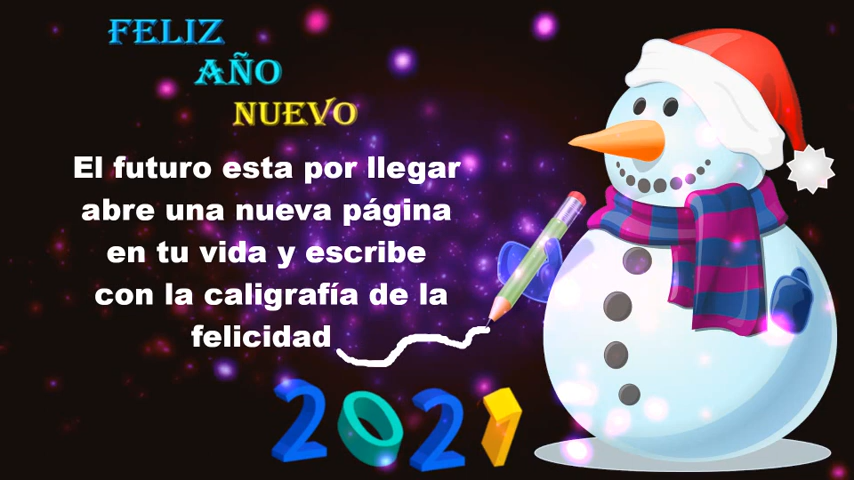 FELIZ
AÑO
NUEVO
El futuro esta por llegar
abre una nueva página
en tu vida y escribe
con la caligrafía de la
felicidad
2021